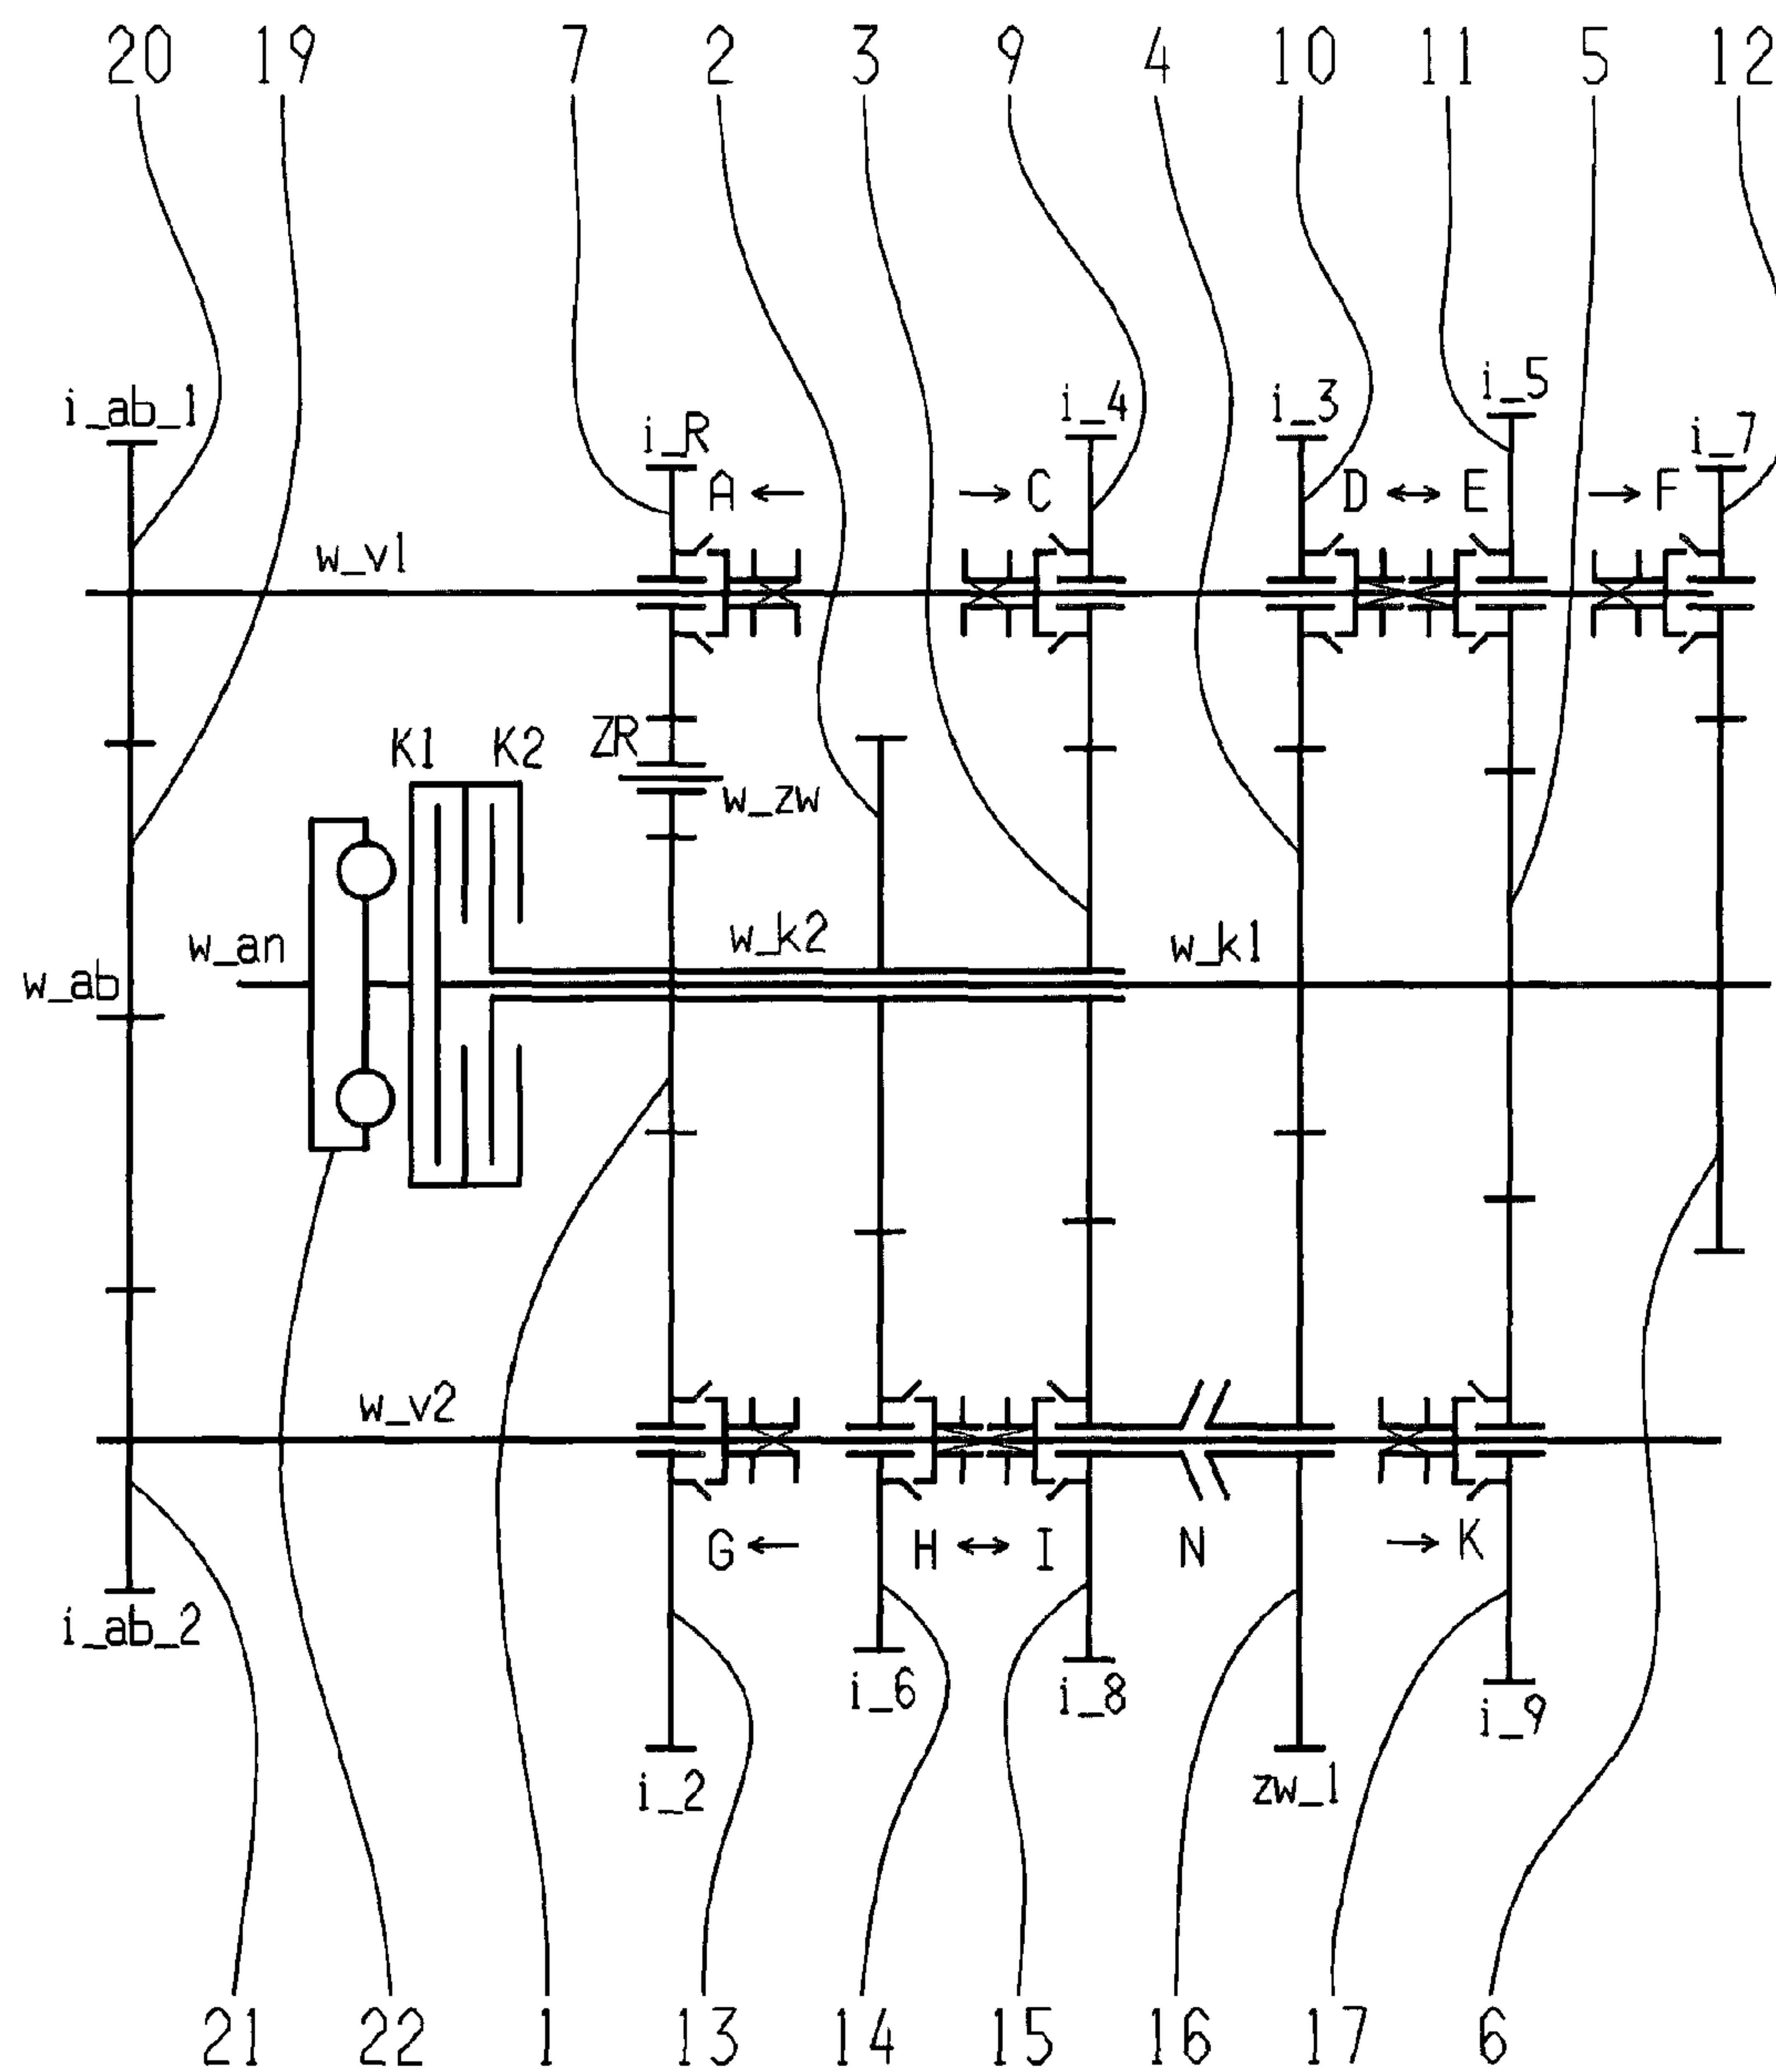 20 19 7 2 3 9 4 10 11 5 12
i_ab_1 i_R i_4 i_3 i_5 i_7
A ← → C D ↔ E → F
w_v1
ZR
K1 K2
w_zw
w_an w_k2 w_k1
w_ab
w_v2
G ← H ↔ I N → K
i_ab_2 i_6 i_8 i_9
i_2 zw_1
21 22 1 13 14 15 16 17 6